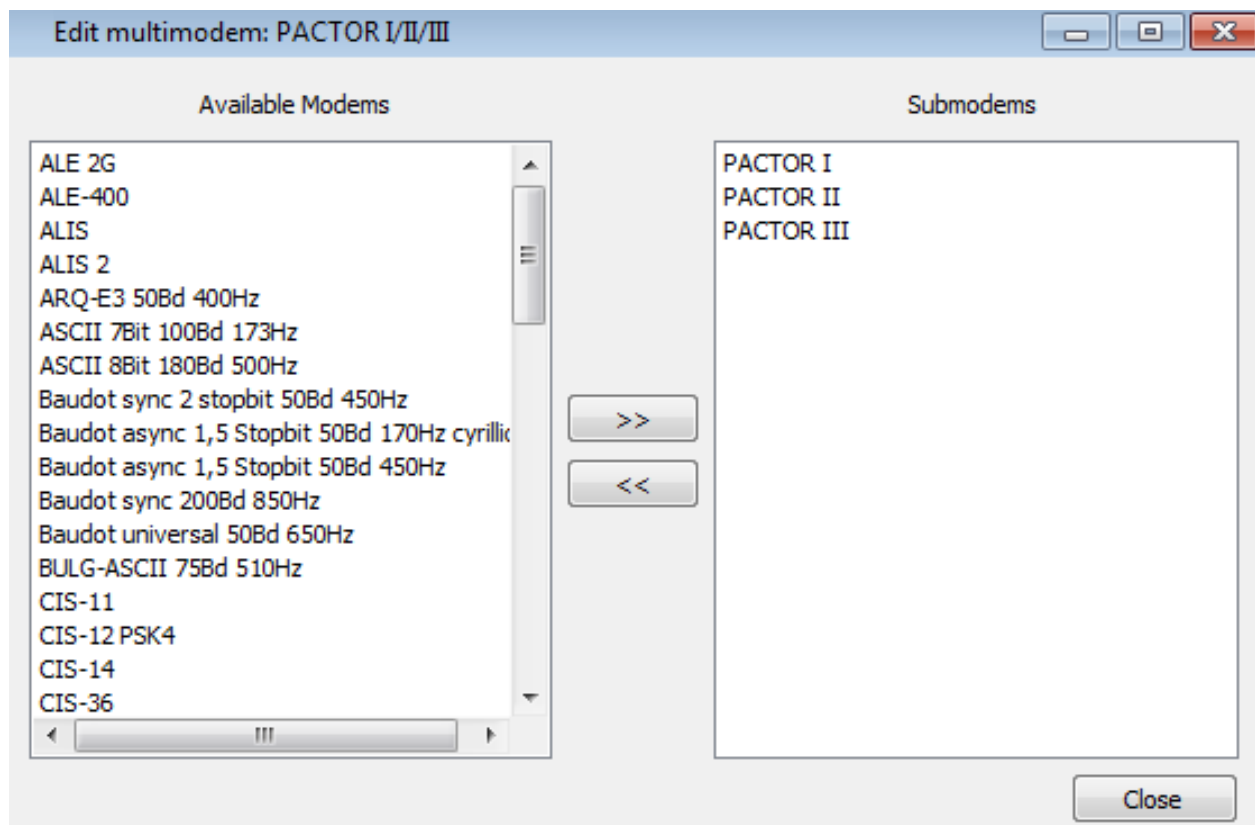 Edit multimodem: PACTOR I/II/III
Available Modems
Submodems
ALE 2G
ALE-400
ALIS
ALIS 2
ARQ-E3 50Bd 400Hz
ASCII 7Bit 100Bd 173Hz
ASCII 8Bit 180Bd 500Hz
Baudot sync 2 stopbit 50Bd 450Hz
Baudot async 1,5 Stopbit 50Bd 170Hz cyrillic
Baudot async 1,5 Stopbit 50Bd 450Hz
Baudot sync 200Bd 850Hz
Baudot universal 50Bd 650Hz
BULG-ASCII 75Bd 510Hz
CIS-11
CIS-12 PSK4
CIS-14
CIS-36
>>
<<
PACTOR I
PACTOR II
PACTOR III
Close